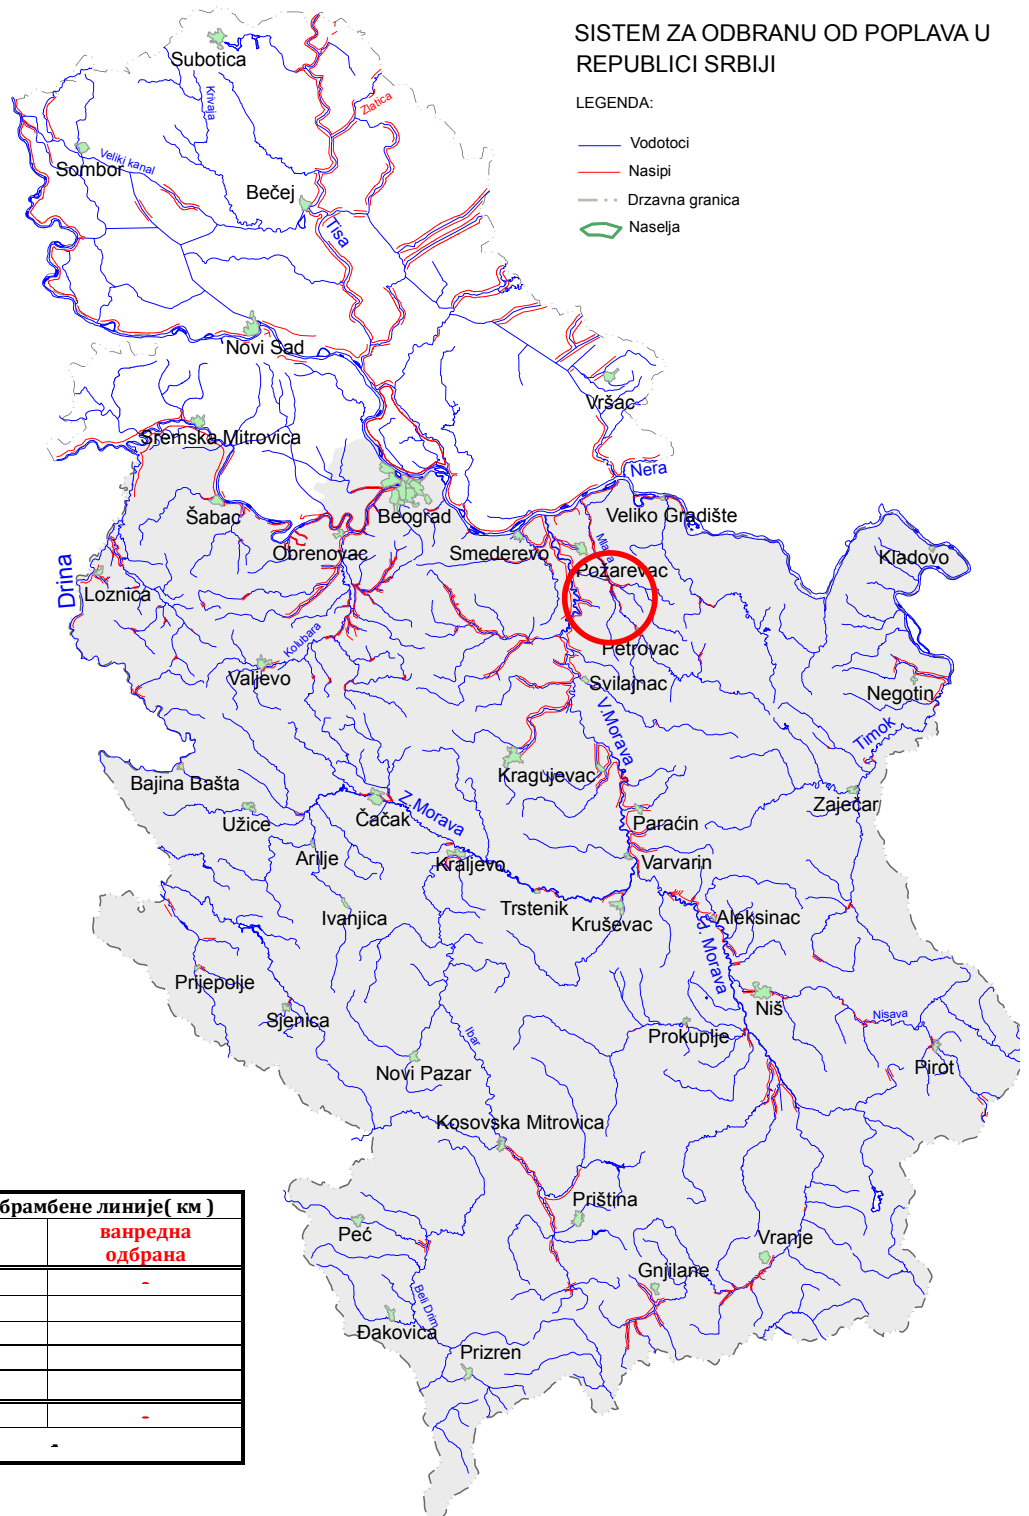 SISTEM ZA ODBRANU OD POPLAVA U
REPUBLICI SRBIJI
LEGENDA:
Vodotoci
Nasipi
Drzavna granica
Naselja
Subotica
Krivaja
Zlatica
Sombor
Veliki kanal
Bečej
Tisa
Novi Sad
Vršac
Sremska Mitrovica
Nera
Šabac
Beograd
Veliko Gradište
Obrenovac
Smederevo
Kladovo
Drina
Loznica
Požarevac
Kolubara
Petrovac
Valjevo
Svilajnac
Negotin
V.Morava
Timok
Kragujevac
Bajina Bašta
Zaječar
Užice
Čačak
Z.Morava
Paraćin
Arilje
Kraljevo
Varvarin
Ivanjica
Trstenik
Kruševac
Aleksinac
J. Morava
Prijepolje
Sjenica
Niš
Nisava
Ibar
Prokuplje
Pirot
Novi Pazar
Kosovska Mitrovica
Priština
Peć
Vranje
Gnjilane
Beli Drim
Đakovica
Prizren
брамбене линије( км )
ванредна
одбрана
-
-
-